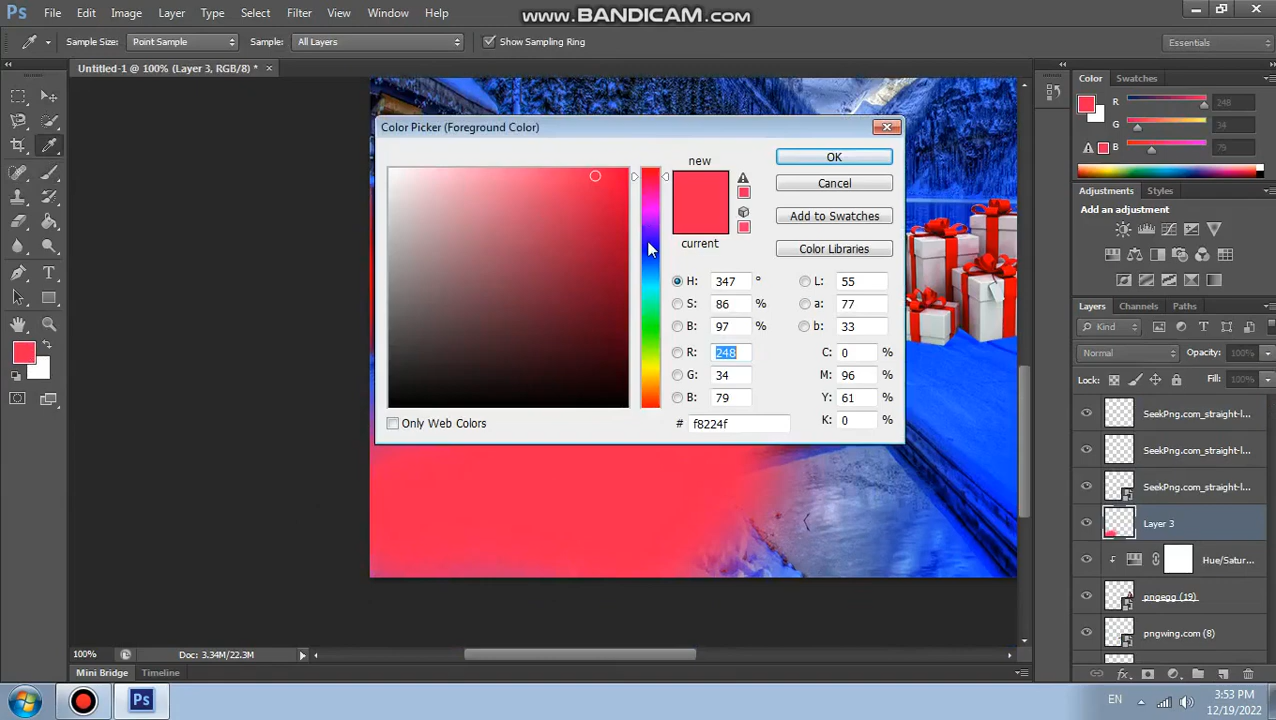 www.BANDICAM.com
Ps File Edit Image Layer Type Select Filter View Window Help
Sample Size: Point Sample Sample: All Layers Show Sampling Ring Essentials
Untitled-1 @ 100% (Layer 3, RGB/8) * ×
Color Swatches
R 248
G 34
B 79
Adjustments Styles
Add an adjustment
Layers Channels Paths
Kind
Normal Opacity: 100%
Lock: Fill: 100%
SeekPng.com_straight-l...
SeekPng.com_straight-l...
SeekPng.com_straight-l...
Layer 3
Hue/Satur...
pngegg (19)
pngwing.com (8)
Color Picker (Foreground Color)
new
current
OK
Cancel
Add to Swatches
Color Libraries
H: 347 ° L: 55
S: 86 % a: 77
B: 97 % b: 33
R: 248 C: 0 %
G: 34 M: 96 %
B: 79 Y: 61 %
# f8224f K: 0 %
Only Web Colors
100% Doc: 3.34M/22.3M
Mini Bridge Timeline
Ps EN 3:53 PM
12/19/2022